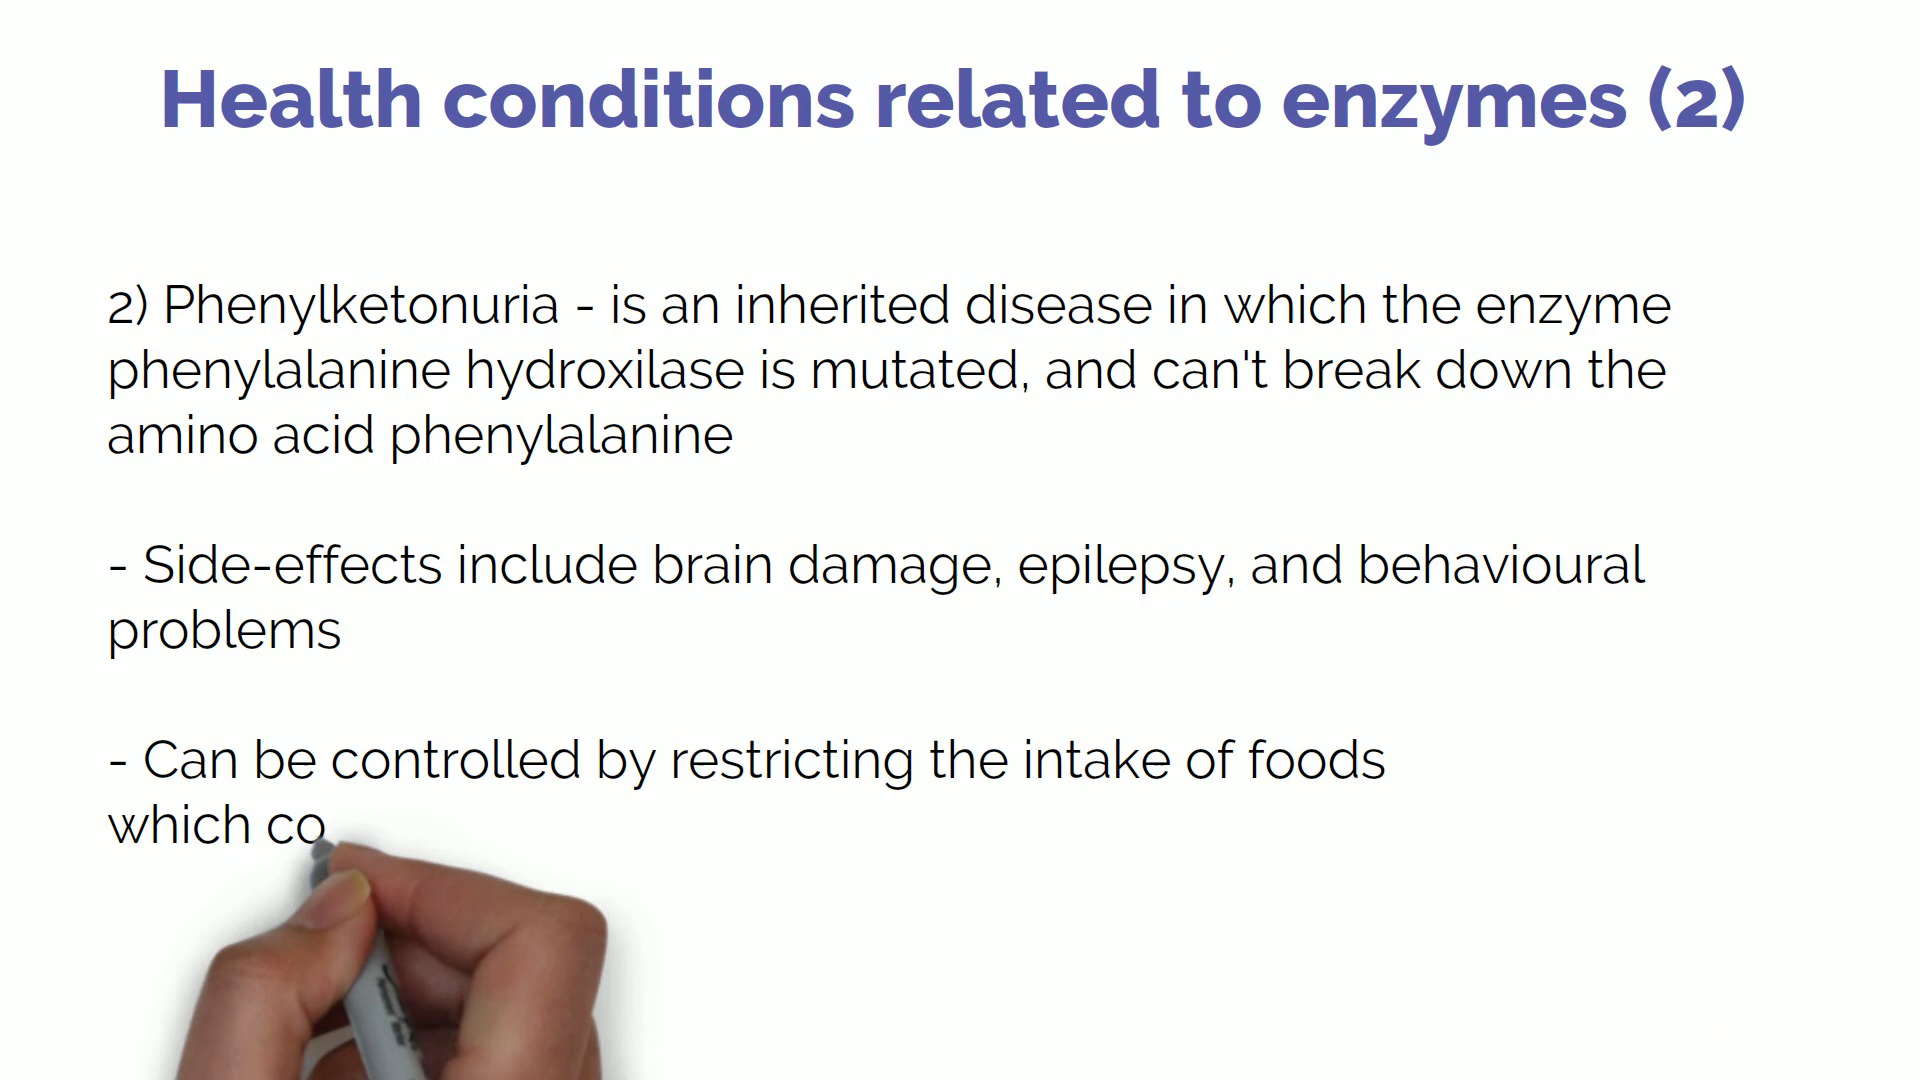 Health conditions related to enzymes (2)
2) Phenylketonuria - is an inherited disease in which the enzyme
phenylalanine hydroxilase is mutated, and can't break down the
amino acid phenylalanine
- Side-effects include brain damage, epilepsy, and behavioural
problems
- Can be controlled by restricting the intake of foods
which co